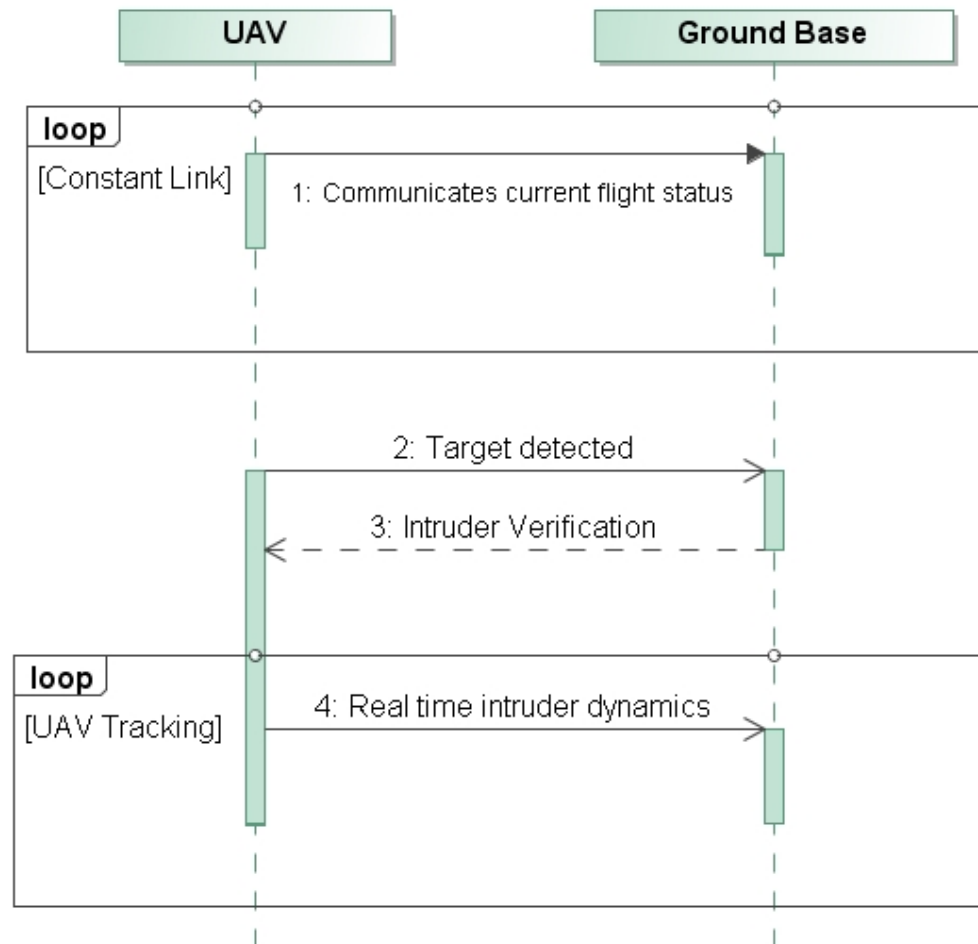 UAV
Ground Base
loop
[Constant Link]
1: Communicates current flight status
2: Target detected
3: Intruder Verification
loop
[UAV Tracking]
4: Real time intruder dynamics